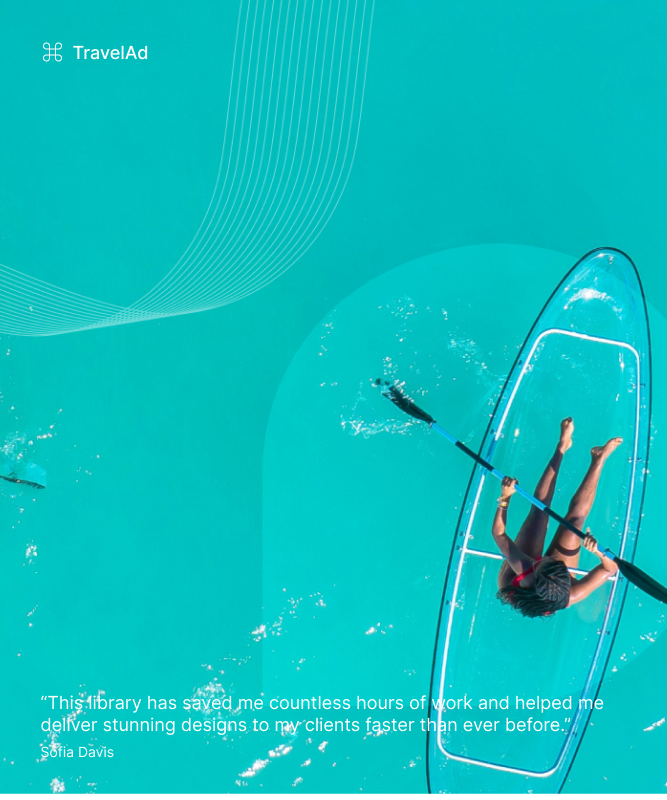 TravelAd
“This library has saved me countless hours of work and helped me
deliver stunning designs to my clients faster than ever before.”
Sofia Davis